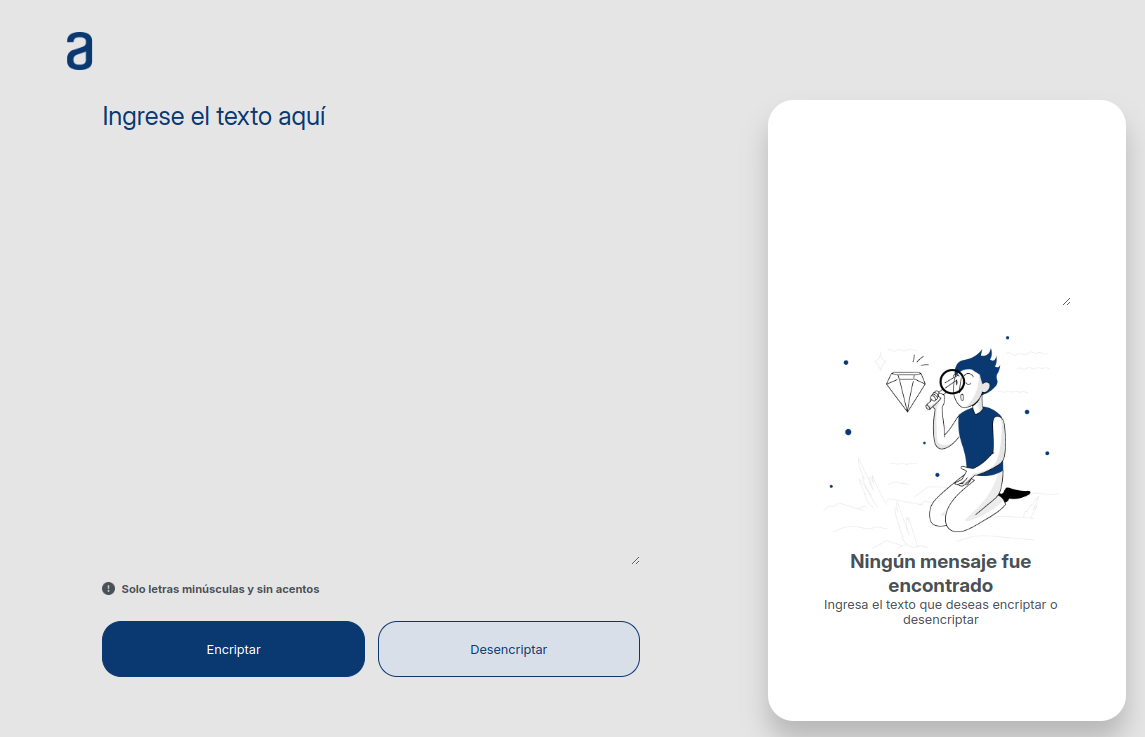 a
Ingrese el texto aquí
Solo letras minúsculas y sin acentos
Encriptar
Desencriptar
Ningún mensaje fue
encontrado
Ingresa el texto que deseas encriptar o
desencriptar